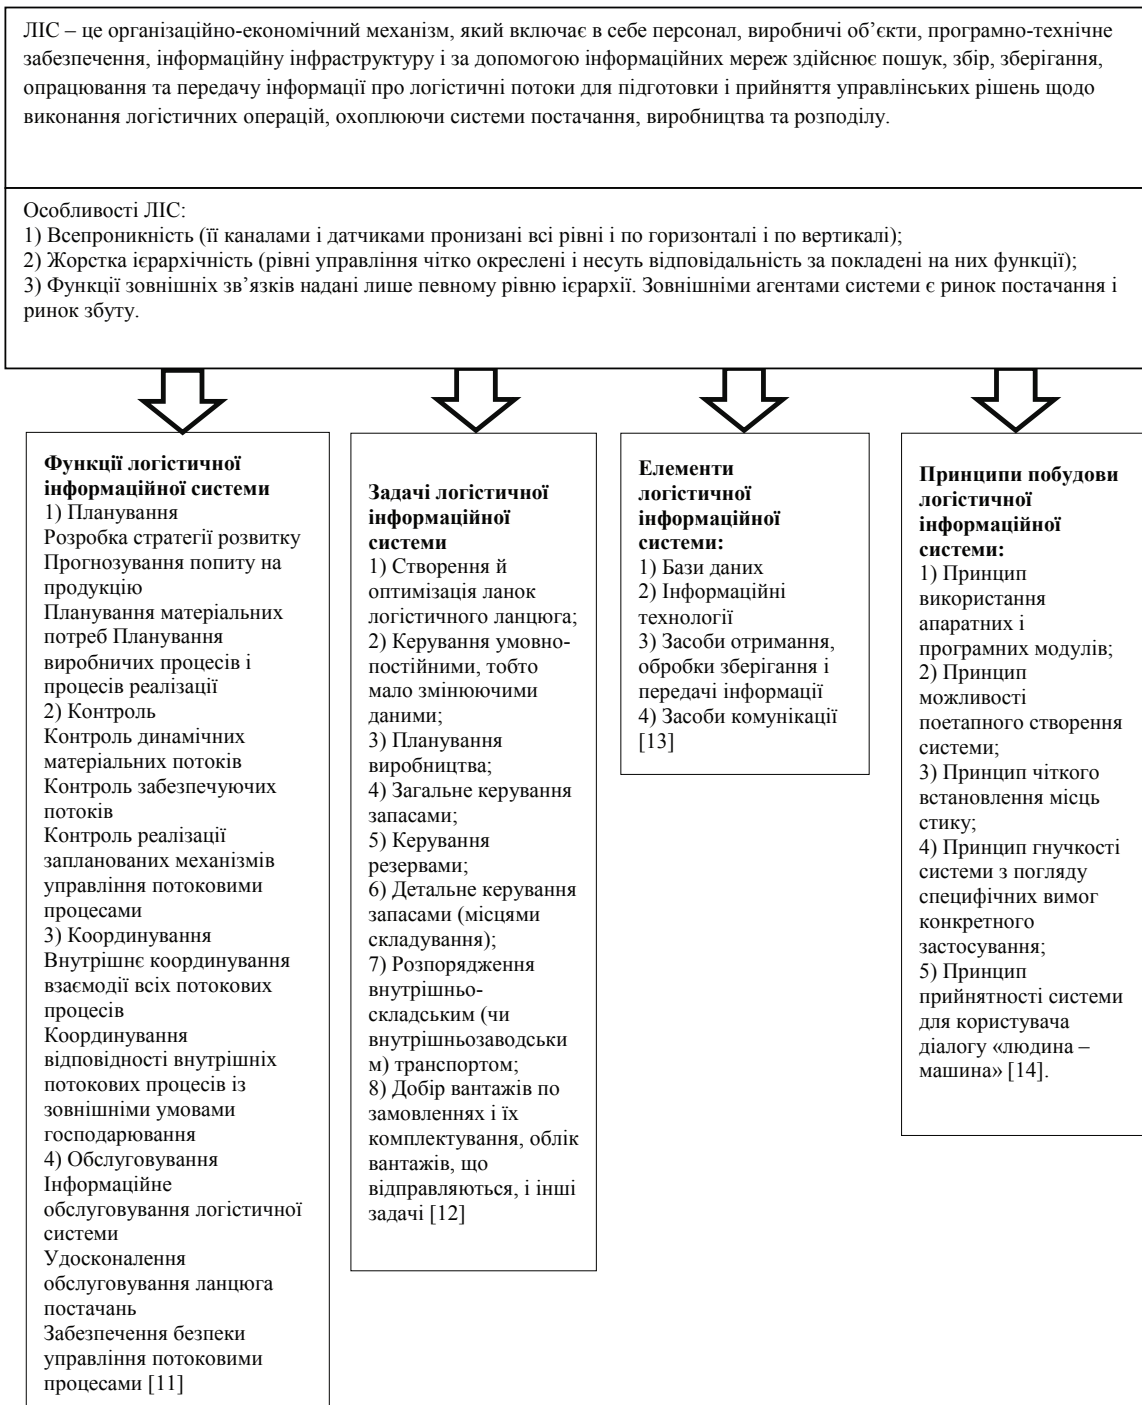 ЛІС – це організаційно-економічний механізм, який включає в себе персонал, виробничі об’єкти, програмно-технічне
забезпечення, інформаційну інфраструктуру і за допомогою інформаційних мереж здійснює пошук, збір, зберігання,
опрацювання та передачу інформації про логістичні потоки для підготовки і прийняття управлінських рішень щодо
виконання логістичних операцій, охоплюючи системи постачання, виробництва та розподілу.
Особливості ЛІС:
1) Всепроникність (її каналами і датчиками пронизані всі рівні і по горизонталі і по вертикалі);
2) Жорстка ієрархічність (рівні управління чітко окреслені і несуть відповідальність за покладені на них функції);
3) Функції зовнішніх зв’язків надані лише певному рівню ієрархії. Зовнішніми агентами системи є ринок постачання і
ринок збуту.
Функції логістичної
інформаційної системи
1) Планування
Розробка стратегії розвитку
Прогнозування попиту на
продукцію
Планування матеріальних
потреб Планування
виробничих процесів і
процесів реалізації
2) Контроль
Контроль динамічних
матеріальних потоків
Контроль забезпечуючих
потоків
Контроль реалізації
запланованих механізмів
управління потоковими
процесами
3) Координування
Внутрішнє координування
взаємодії всіх потокових
процесів
Координування
відповідності внутрішніх
потокових процесів із
зовнішніми умовами
господарювання
4) Обслуговування
Інформаційне
обслуговування логістичної
системи
Удосконалення
обслуговування ланцюга
постачань
Забезпечення безпеки
управління потоковими
процесами [11]
Задачі логістичної
інформаційної
системи
1) Створення й
оптимізація ланок
логістичного ланцюга;
2) Керування умовно-
постійними, тобто
мало змінюючими
даними;
3) Планування
виробництва;
4) Загальне керування
запасами;
5) Керування
резервами;
6) Детальне керування
запасами (місцями
складування);
7) Розпорядження
внутрішньо-
складським (чи
внутрішньозаводськи
м) транспортом;
8) Добір вантажів по
замовленнях і їх
комплектування, облік
вантажів, що
відправляються, і інші
задачі [12]
Елементи
логістичної
інформаційної
системи:
1) Бази даних
2) Інформаційні
технології
3) Засоби отримання,
обробки зберігання і
передачі інформації
4) Засоби комунікації
[13]
Принципи побудови
логістичної
інформаційної
системи:
1) Принцип
використання
апаратних і
програмних модулів;
2) Принцип
можливості
поетапного створення
системи;
3) Принцип чіткого
встановлення місць
стику;
4) Принцип гнучкості
системи з погляду
специфічних вимог
конкретного
застосування;
5) Принцип
прийнятності системи
для користувача
діалогу «людина –
машина» [14].